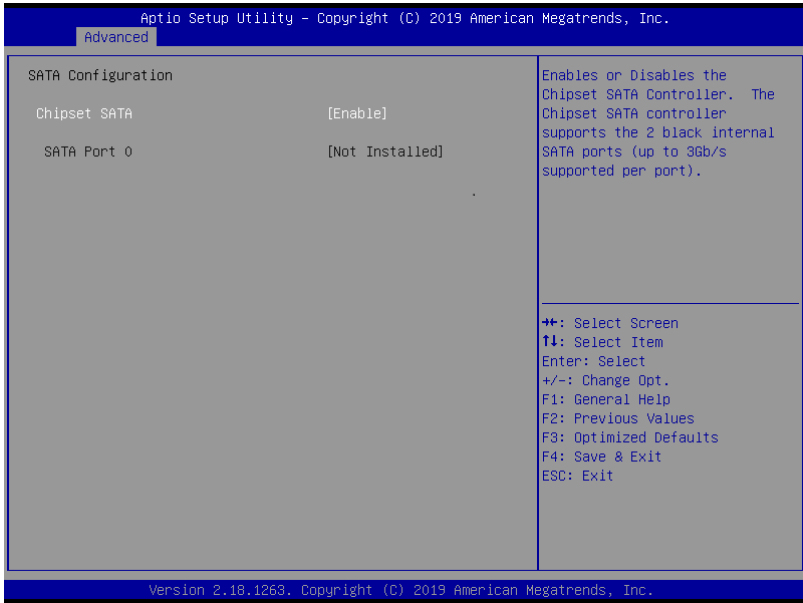 Aptio Setup Utility – Copyright (C) 2019 American Megatrends, Inc.
Advanced
SATA Configuration
Chipset SATA [Enable]
SATA Port 0 [Not Installed]
Enables or Disables the
Chipset SATA Controller. The
Chipset SATA controller
supports the 2 black internal
SATA ports (up to 3Gb/s
supported per port).
→←: Select Screen
↑↓: Select Item
Enter: Select
+/-: Change Opt.
F1: General Help
F2: Previous Values
F3: Optimized Defaults
F4: Save & Exit
ESC: Exit
Version 2.18.1263. Copyright (C) 2019 American Megatrends, Inc.